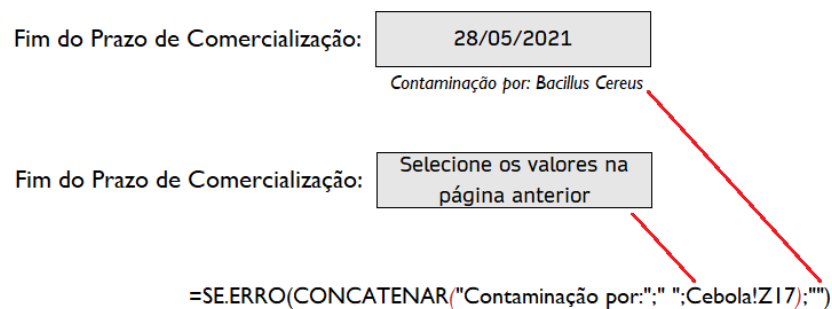 Fim do Prazo de Comercialização: 28/05/2021
Contaminação por: Bacillus Cereus
Fim do Prazo de Comercialização: Selecione os valores na
página anterior
=SE.ERRO(CONCATENAR("Contaminação por:";" ";Cebola!Z17);"")